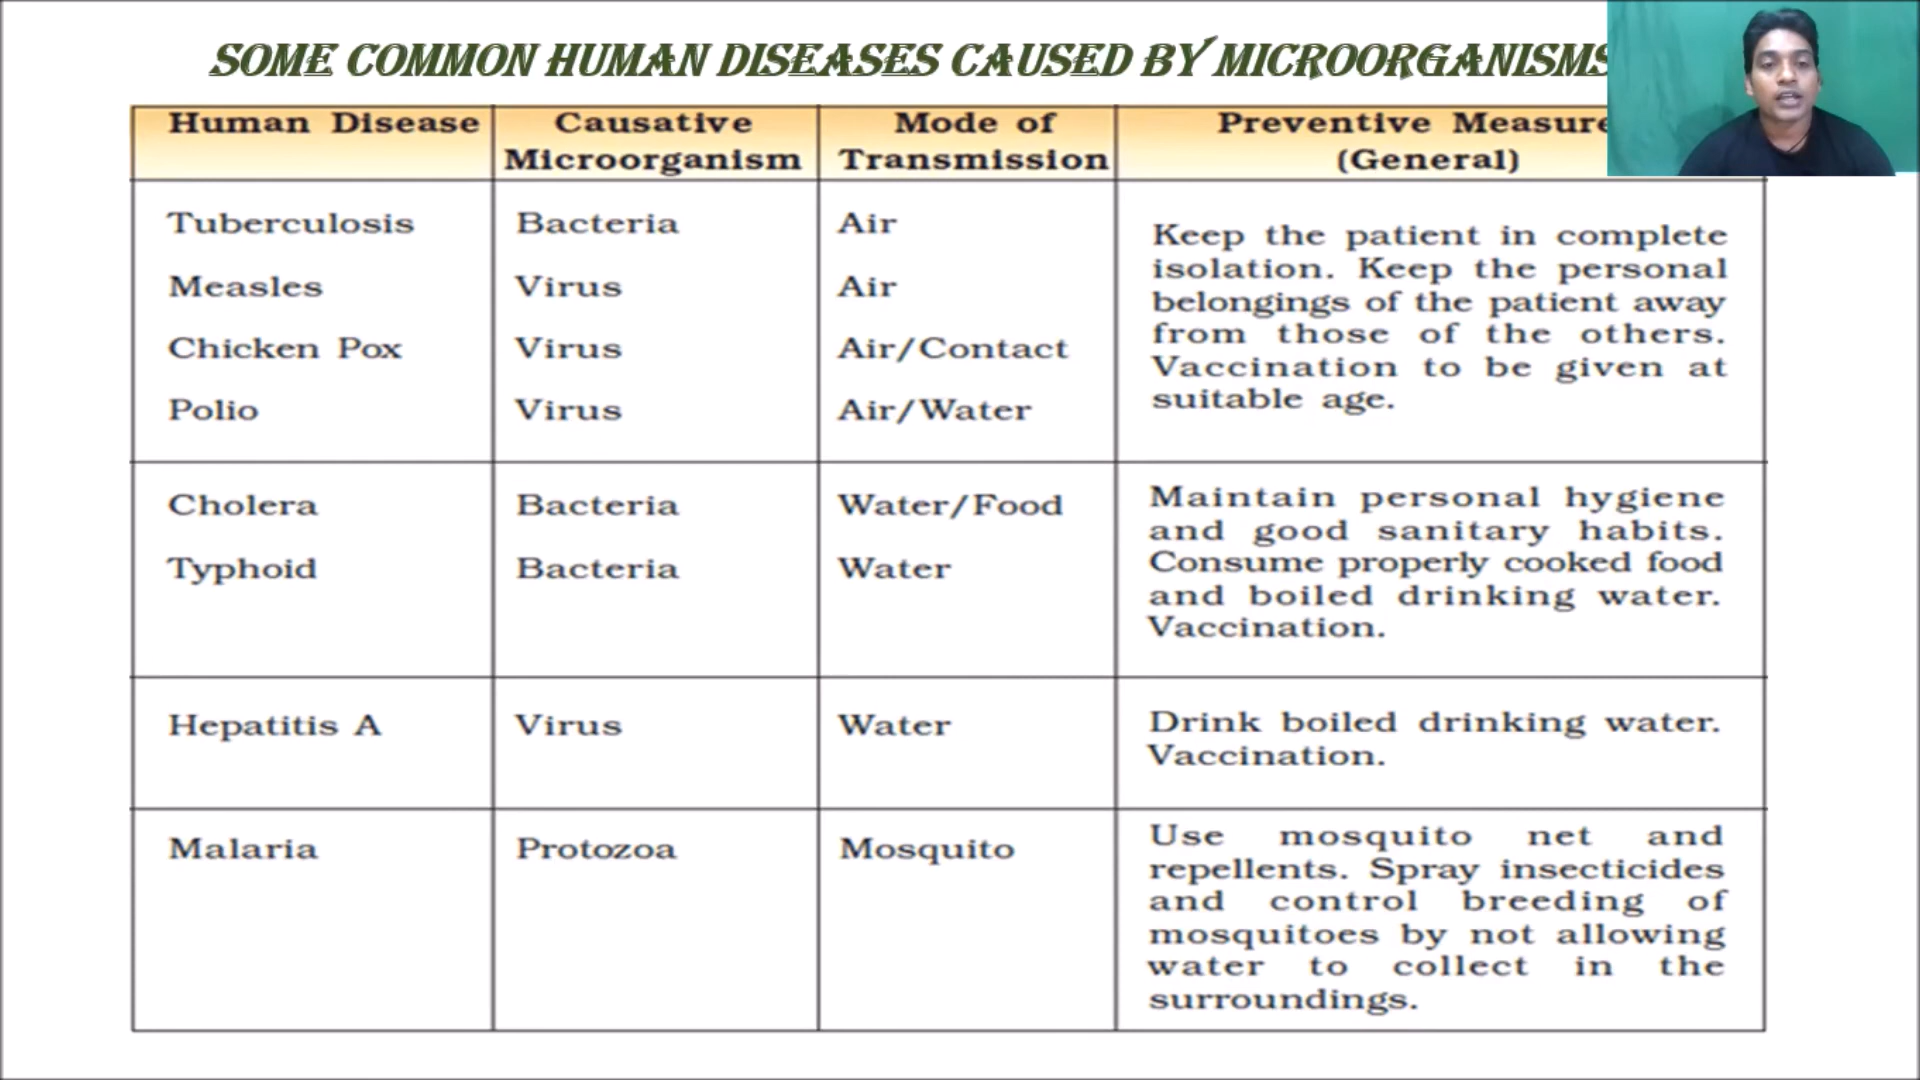 SOME COMMON HUMAN DISEASES CAUSED BY MICROORGANISMS
Human Disease
Causative
Microorganism
Mode of
Transmission
Preventive Measure
(General)
Tuberculosis Bacteria Air
Measles Virus Air
Chicken Pox Virus Air/Contact
Polio Virus Air/Water
Keep the patient in complete
isolation. Keep the personal
belongings of the patient away
from those of the others.
Vaccination to be given at
suitable age.
Cholera Bacteria Water/Food
Typhoid Bacteria Water
Maintain personal hygiene
and good sanitary habits.
Consume properly cooked food
and boiled drinking water.
Vaccination.
Hepatitis A Virus Water
Drink boiled drinking water.
Vaccination.
Malaria Protozoa Mosquito
Use mosquito net and
repellents. Spray insecticides
and control breeding of
mosquitoes by not allowing
water to collect in the
surroundings.